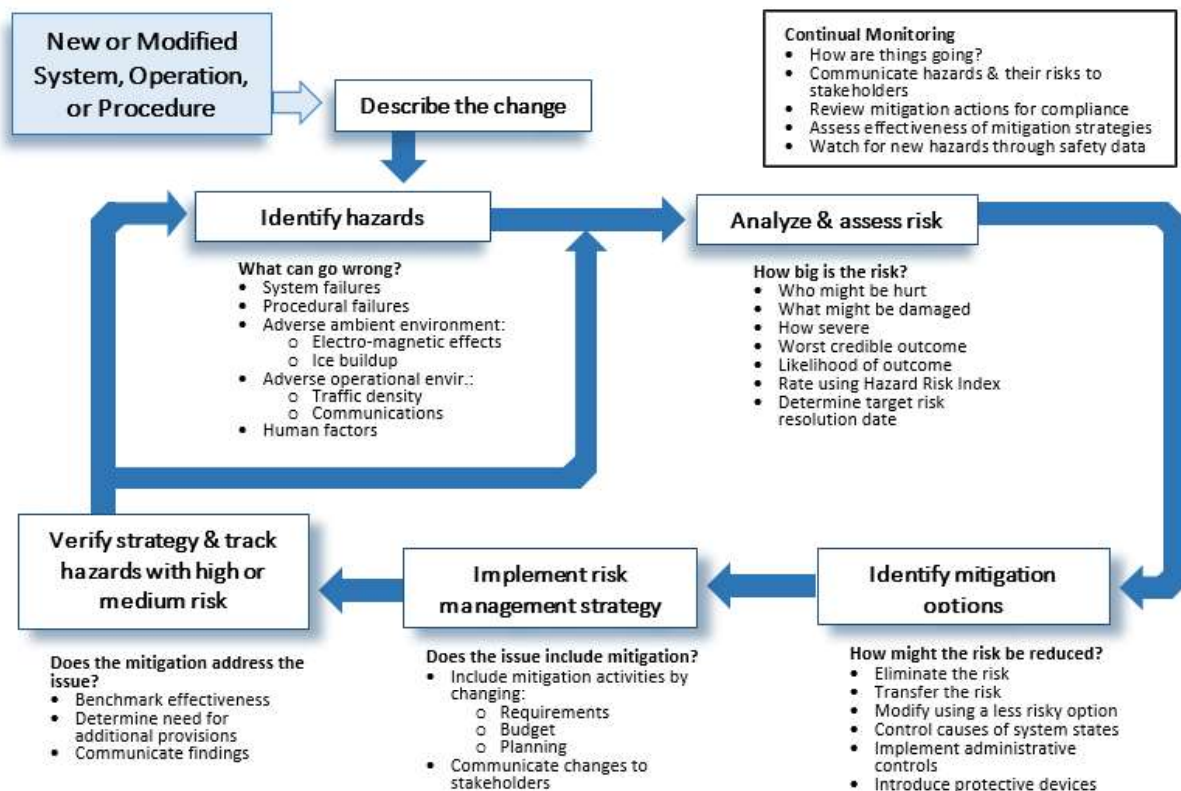 New or Modified
System, Operation,
or Procedure
Describe the change
Continual Monitoring
• How are things going?
• Communicate hazards & their risks to
stakeholders
• Review mitigation actions for compliance
• Assess effectiveness of mitigation strategies
• Watch for new hazards through safety data
Identify hazards
What can go wrong?
• System failures
• Procedural failures
• Adverse ambient environment:
o Electro-magnetic effects
o Ice buildup
• Adverse operational envir.:
o Traffic density
o Communications
• Human factors
Analyze & assess risk
How big is the risk?
• Who might be hurt
• What might be damaged
• How severe
• Worst credible outcome
• Likelihood of outcome
• Rate using Hazard Risk Index
• Determine target risk
resolution date
Verify strategy & track
hazards with high or
medium risk
Does the mitigation address the
issue?
• Benchmark effectiveness
• Determine need for
additional provisions
• Communicate findings
Implement risk
management strategy
Does the issue include mitigation?
• Include mitigation activities by
changing:
o Requirements
o Budget
o Planning
• Communicate changes to
stakeholders
Identify mitigation
options
How might the risk be reduced?
• Eliminate the risk
• Transfer the risk
• Modify using a less risky option
• Control causes of system states
• Implement administrative
controls
• Introduce protective devices